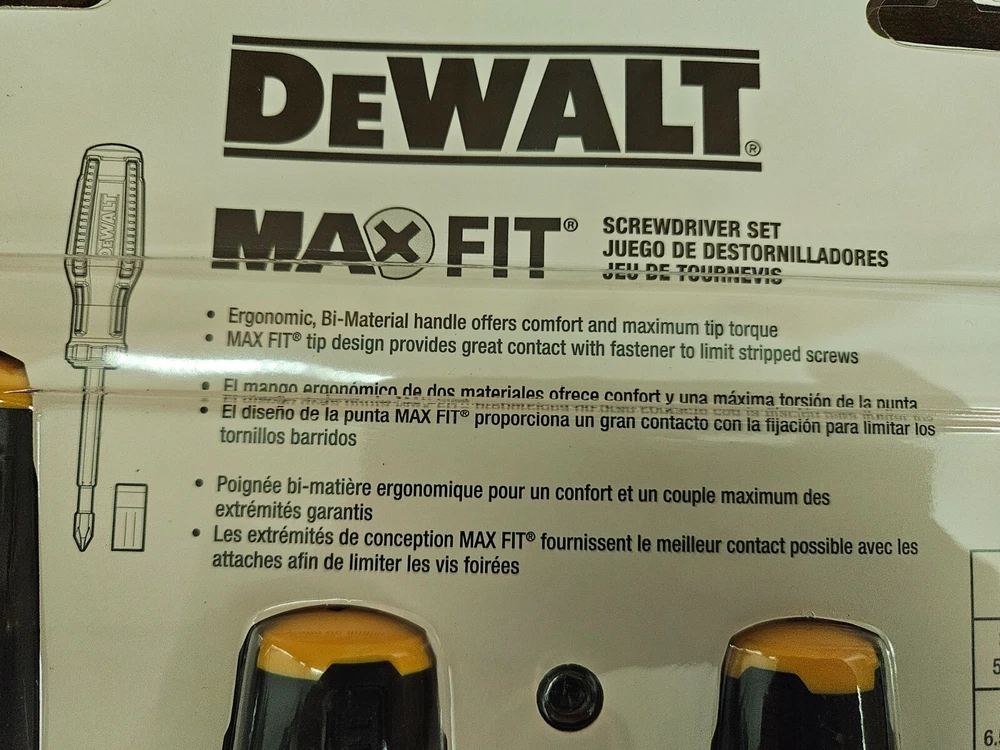 DEWALT®
MAX FIT®
SCREWDRIVER SET
JUEGO DE DESTORNILLADORES
JEU DE TOURNEVIS
• Ergonomic, Bi-Material handle offers comfort and maximum tip torque
• MAX FIT® tip design provides great contact with fastener to limit stripped screws
• El mango ergonómico de dos materiales ofrece confort y una máxima torsión de la punta
• El diseño de la punta MAX FIT® proporciona un gran contacto con la fijación para limitar los
tornillos barridos
• Poignée bi-matière ergonomique pour un confort et un couple maximum des
extrémités garantis
• Les extrémités de conception MAX FIT® fournissent le meilleur contact possible avec les
attaches afin de limiter les vis foirées
DEWALT
5
6,